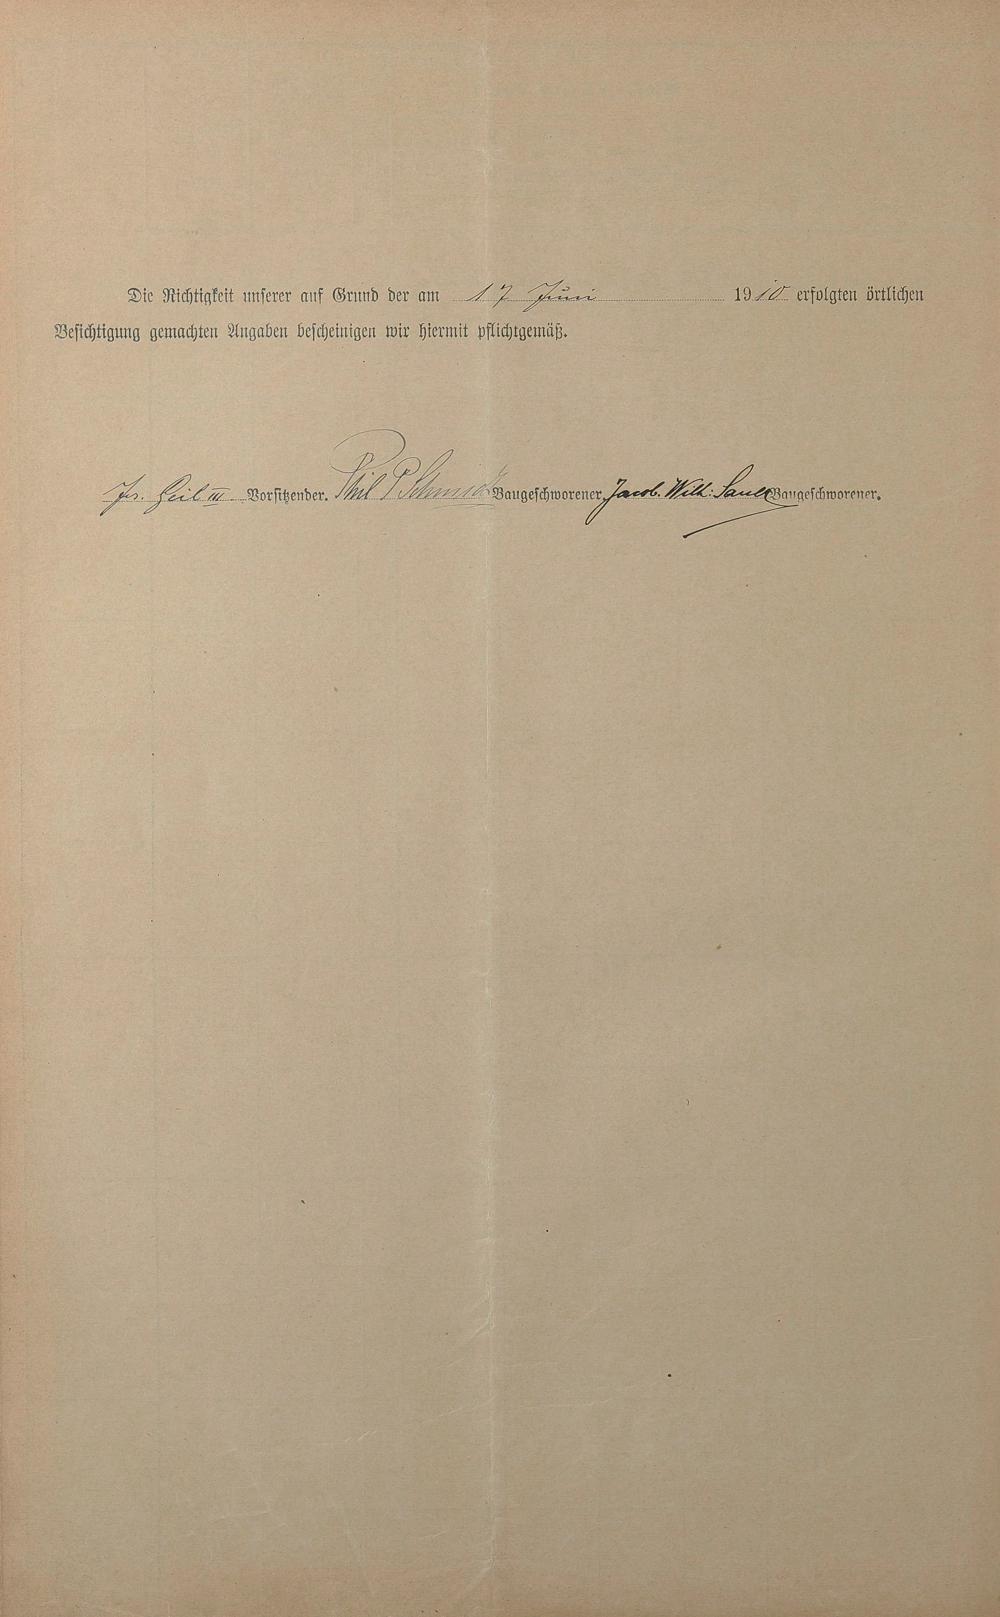 Die Richtigkeit unserer auf Grund der am 17 Juni 1910 erfolgten örtlichen
Besichtigung gemachten Angaben bescheinigen wir hiermit pflichtgemäß.
III Vorsitzender. Phil P Schmidt Baugeschworener. Jacob. Wilh: Baugeschworener.